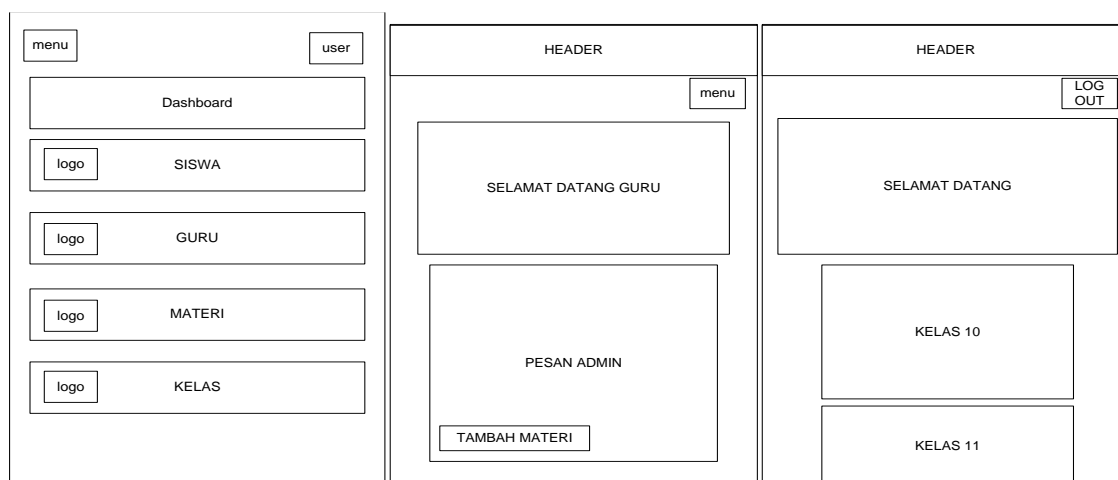 menu
user
Dashboard
logo
SISWA
logo
GURU
logo
MATERI
logo
KELAS
HEADER
menu
SELAMAT DATANG GURU
PESAN ADMIN
TAMBAH MATERI
HEADER
LOG
OUT
SELAMAT DATANG
KELAS 10
KELAS 11